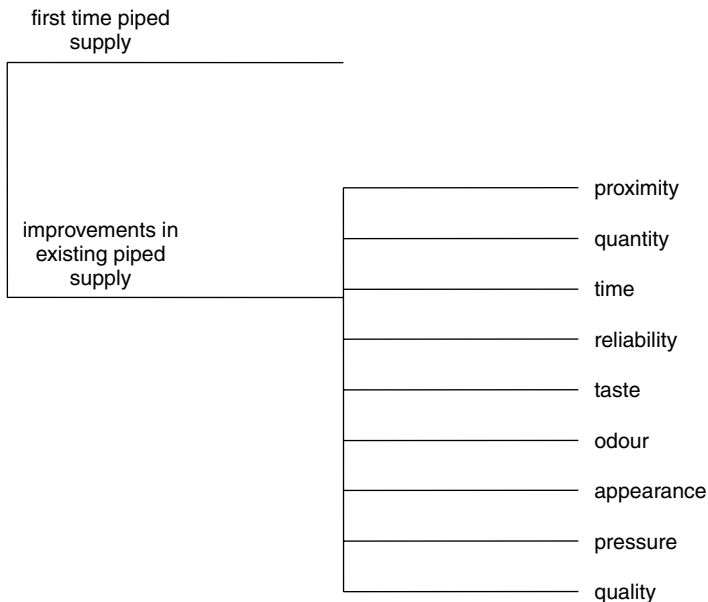 first time piped
supply
improvements in
existing piped
supply
proximity
quantity
time
reliability
taste
odour
appearance
pressure
quality